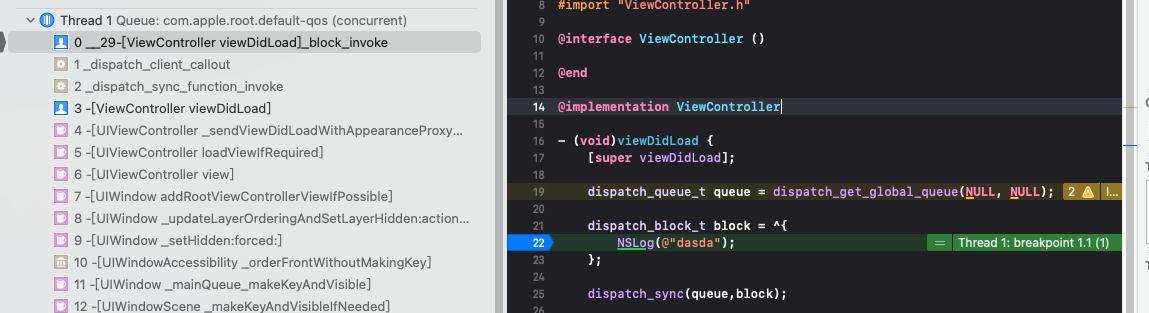 Thread 1 Queue: com.apple.root.default-qos (concurrent)
0 __29-[ViewController viewDidLoad]_block_invoke
1 _dispatch_client_callout
2 _dispatch_sync_function_invoke
3 -[ViewController viewDidLoad]
4 -[UIViewController _sendViewDidLoadWithAppearanceProxy...
5 -[UIViewController loadViewIfRequired]
6 -[UIViewController view]
7 -[UIWindow addRootViewControllerViewIfPossible]
8 -[UIWindow _updateLayerOrderingAndSetLayerHidden:action...
9 -[UIWindow _setHidden:forced:]
10 -[UIWindowAccessibility _orderFrontWithoutMakingKey]
11 -[UIWindow _mainQueue_makeKeyAndVisible]
12 -[UIWindowScene _makeKeyAndVisibleIfNeeded]
8 #import "ViewController.h"
9
10 @interface ViewController ()
11
12 @end
13
14 @implementation ViewController
15
16 - (void)viewDidLoad {
17 [super viewDidLoad];
18
19 dispatch_queue_t queue = dispatch_get_global_queue(NULL, NULL); 2 I...
20
21 dispatch_block_t block = ^{
22 NSLog(@"dasda"); = Thread 1: breakpoint 1.1 (1)
23 };
24
25 dispatch_sync(queue,block);
26